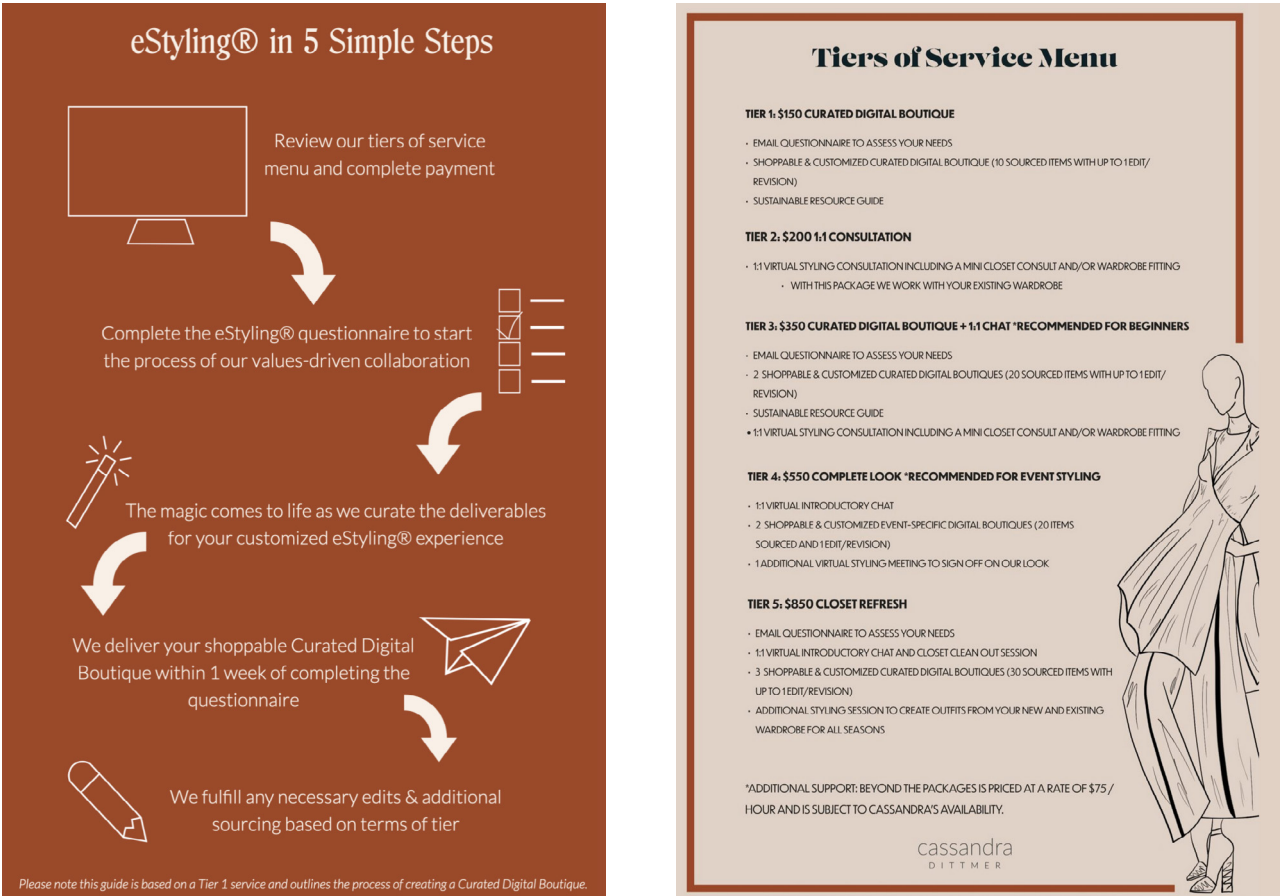 eStyling® in 5 Simple Steps
Review our tiers of service
menu and complete payment
Complete the eStyling® questionnaire to start
the process of our values-driven collaboration
The magic comes to life as we curate the deliverables
for your customized eStyling® experience
We deliver your shoppable Curated Digital
Boutique within 1 week of completing the
questionnaire
We fulfill any necessary edits & additional
sourcing based on terms of tier
Please note this guide is based on a Tier 1 service and outlines the process of creating a Curated Digital Boutique.
Tiers of Service Menu
TIER 1: $150 CURATED DIGITAL BOUTIQUE
• EMAIL QUESTIONNAIRE TO ASSESS YOUR NEEDS
• SHOPPABLE & CUSTOMIZED CURATED DIGITAL BOUTIQUE (10 SOURCED ITEMS WITH UP TO 1 EDIT/
REVISION)
• SUSTAINABLE RESOURCE GUIDE
TIER 2: $200 1:1 CONSULTATION
• 1:1 VIRTUAL STYLING CONSULTATION INCLUDING A MINI CLOSET CONSULT AND/OR WARDROBE FITTING
• WITH THIS PACKAGE WE WORK WITH YOUR EXISTING WARDROBE
TIER 3: $350 CURATED DIGITAL BOUTIQUE + 1:1 CHAT *RECOMMENDED FOR BEGINNERS
• EMAIL QUESTIONNAIRE TO ASSESS YOUR NEEDS
• 2 SHOPPABLE & CUSTOMIZED CURATED DIGITAL BOUTIQUES (20 SOURCED ITEMS WITH UP TO 1 EDIT/
REVISION)
• SUSTAINABLE RESOURCE GUIDE
• 1:1 VIRTUAL STYLING CONSULTATION INCLUDING A MINI CLOSET CONSULT AND/OR WARDROBE FITTING
TIER 4: $550 COMPLETE LOOK *RECOMMENDED FOR EVENT STYLING
• 1:1 VIRTUAL INTRODUCTORY CHAT
• 2 SHOPPABLE & CUSTOMIZED EVENT-SPECIFIC DIGITAL BOUTIQUES (20 ITEMS
SOURCED AND 1 EDIT/REVISION)
• 1 ADDITIONAL VIRTUAL STYLING MEETING TO SIGN OFF ON OUR LOOK
TIER 5: $850 CLOSET REFRESH
• EMAIL QUESTIONNAIRE TO ASSESS YOUR NEEDS
• 1:1 VIRTUAL INTRODUCTORY CHAT AND CLOSET CLEAN OUT SESSION
• 3 SHOPPABLE & CUSTOMIZED CURATED DIGITAL BOUTIQUES (30 SOURCED ITEMS WITH
UP TO 1 EDIT/REVISION)
• ADDITIONAL STYLING SESSION TO CREATE OUTFITS FROM YOUR NEW AND EXISTING
WARDROBE FOR ALL SEASONS
*ADDITIONAL SUPPORT: BEYOND THE PACKAGES IS PRICED AT A RATE OF $75 /
HOUR AND IS SUBJECT TO CASSANDRA'S AVAILABILITY.
cassandra
DITTMER